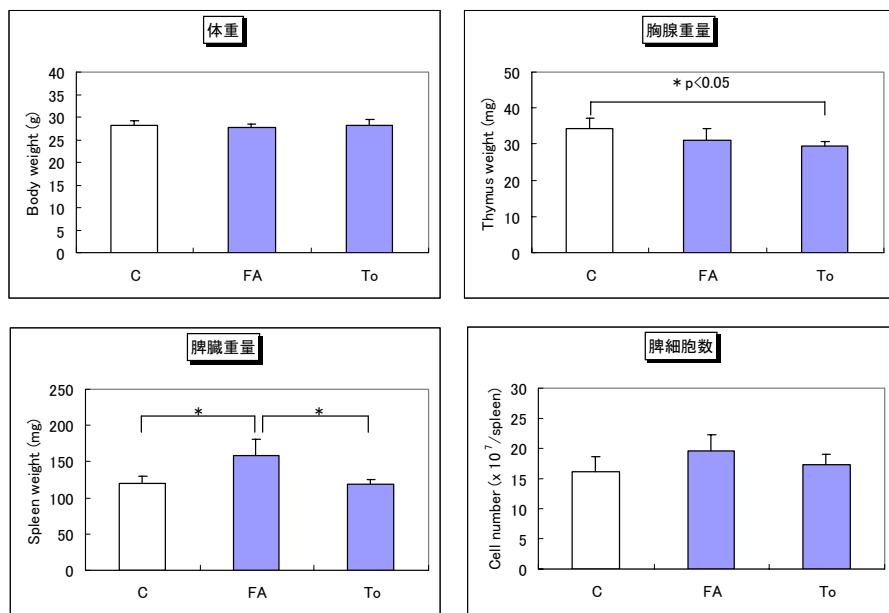 体重
Body weight (g)
40
35
30
25
20
15
10
5
0
C FA To
胸腺重量
Thymus weight (mg)
50
40
30
20
10
0
* p<0.05
C FA To
脾臓重量
Spleen weight (mg)
250
200
150
100
50
0
* *
C FA To
脾細胞数
Cell number (x 10⁷/spleen)
30
25
20
15
10
5
0
C FA To